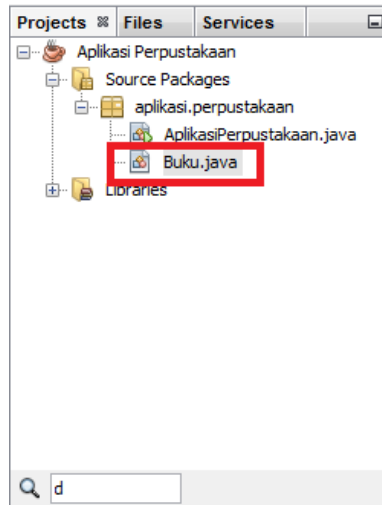 Projects Files Services
Aplikasi Perpustakaan
Source Packages
aplikasi.perpustakaan
AplikasiPerpustakaan.java
Buku.java
Libraries
d